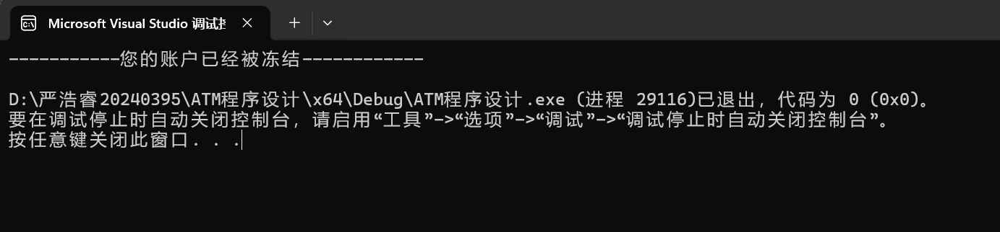 Microsoft Visual Studio 调试控
-----------您的账户已经被冻结------------
D:\严浩睿20240395\ATM程序设计\x64\Debug\ATM程序设计.exe (进程 29116)已退出，代码为 0 (0x0)。
要在调试停止时自动关闭控制台，请启用“工具”->“选项”->“调试”->“调试停止时自动关闭控制台”。
按任意键关闭此窗口. . .